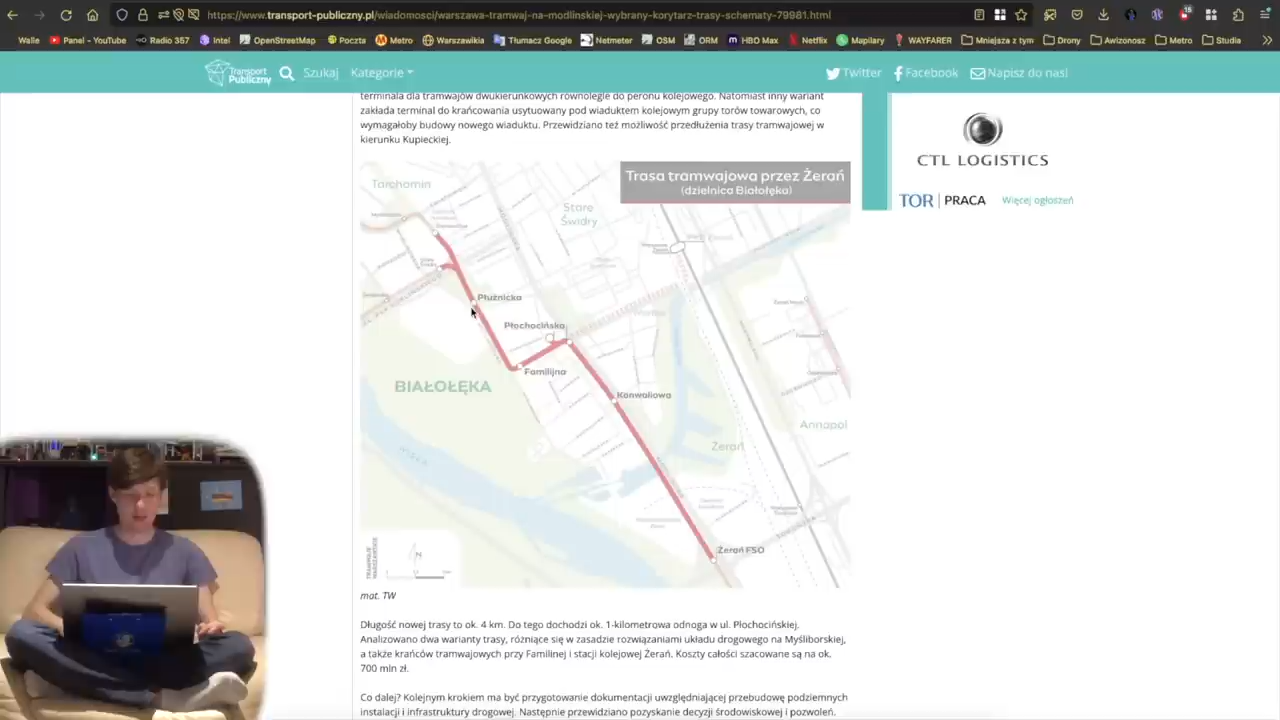 https://www.transport-publiczny.pl/wiadomosci/warszawa-tramwaj-na-modlinskiej-wybrany-korytarz-trasy-schematy-79981.html
Walle Panel - YouTube Radio 357 Intel OpenStreetMap Poczta Metro Warszawikia Tłumacz Google Netmeter OSM ORM HBO Max Netflix Mapilary WAYFARER Mniejsza z tym Drony Awizonosz Metro Studia
Transport Publiczny Szukaj Kategorie Twitter Facebook Napisz do nas!
terminala dla tramwajów dwukierunkowych równolegle do peronu kolejowego. Natomiast inny wariant
zakłada terminal do krańcowania usytuowany pod wiaduktem kolejowym grupy torów towarowych, co
wymagałoby budowy nowego wiaduktu. Przewidziano też możliwość przedłużenia trasy tramwajowej w
kierunku Kupieckiej.
CTL LOGISTICS
TOR PRACA Więcej ogłoszeń
Trasa tramwajowa przez Żerań
(dzielnica Białołęka)
Tarchomin
Stare
Świdry
Płużnicka
Płochocińska
Familijna
BIAŁOŁĘKA
Konwaliowa
Annopol
Żerań
Żerań FSO
WISŁA
TRAMWAJE
WARSZAWSKIE
N
mat. TW
Długość nowej trasy to ok. 4 km. Do tego dochodzi ok. 1-kilometrowa odnoga w ul. Płochocińskiej.
Analizowano dwa warianty trasy, różniące się w zasadzie rozwiązaniami układu drogowego na Myśliborskiej,
a także krańców tramwajowych przy Familinej i stacji kolejowej Żerań. Koszty całości szacowane są na ok.
700 mln zł.
Co dalej? Kolejnym krokiem ma być przygotowanie dokumentacji uwzględniającej przebudowę podziemnych
instalacji i infrastruktury drogowej. Następnie przewidziano pozyskanie decyzji środowiskowej i pozwoleń.